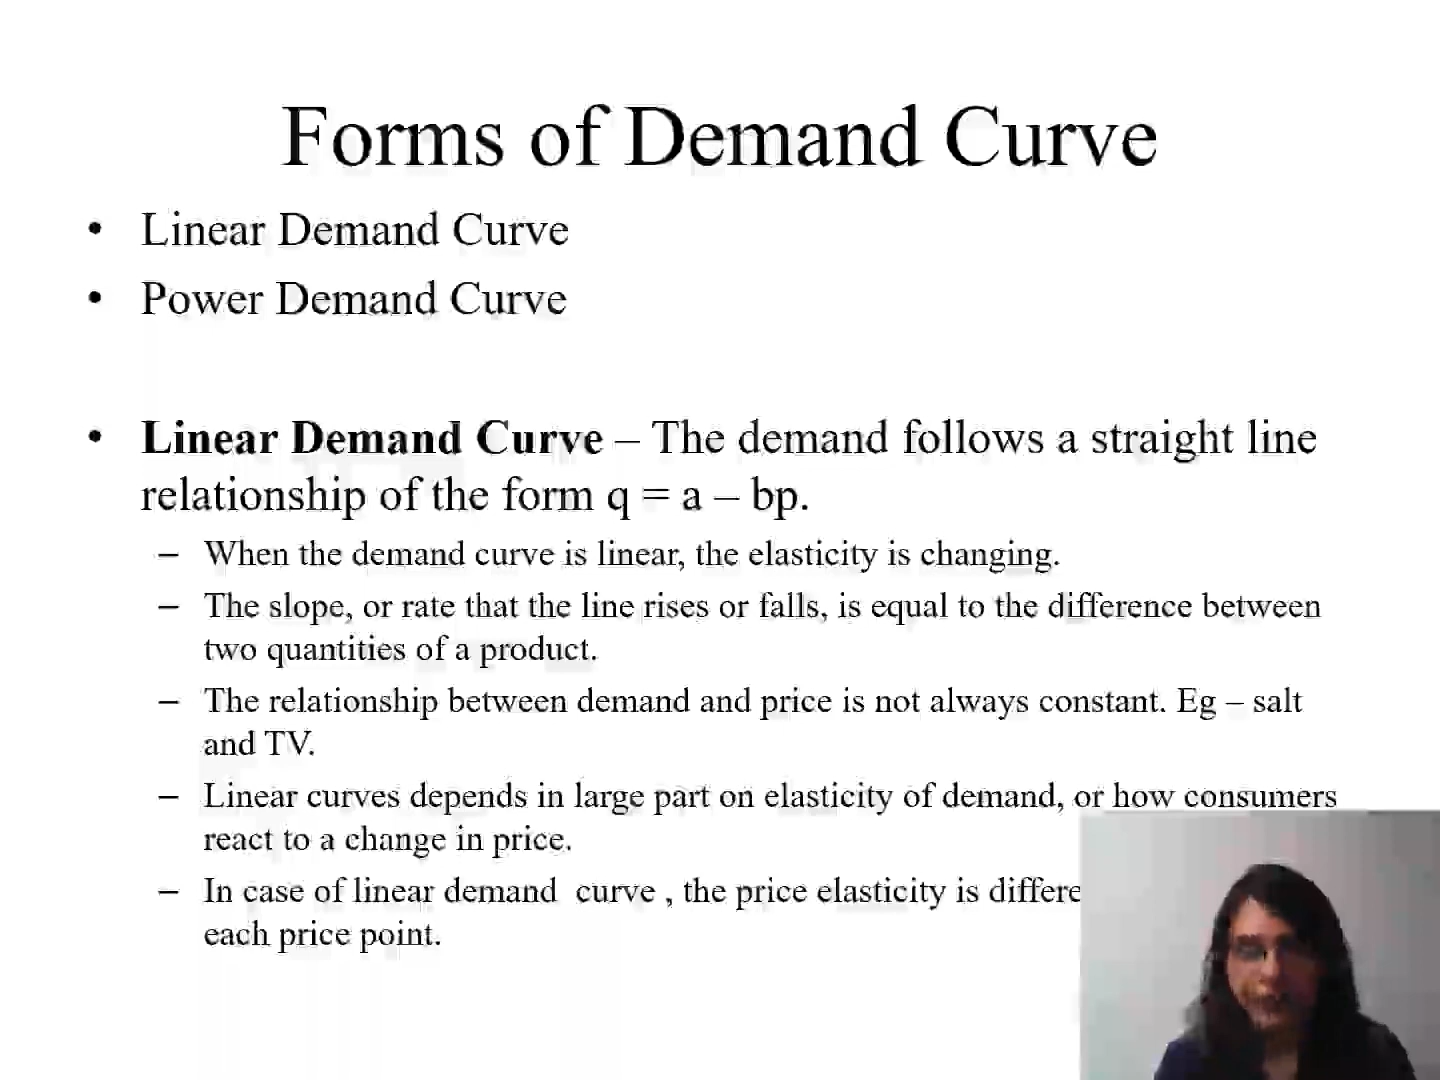 Forms of Demand Curve
• Linear Demand Curve
• Power Demand Curve
• Linear Demand Curve – The demand follows a straight line
relationship of the form q = a – bp.
– When the demand curve is linear, the elasticity is changing.
– The slope, or rate that the line rises or falls, is equal to the difference between
two quantities of a product.
– The relationship between demand and price is not always constant. Eg – salt
and TV.
– Linear curves depends in large part on elasticity of demand, or how consumers
react to a change in price.
– In case of linear demand  curve , the price elasticity is
each price point.